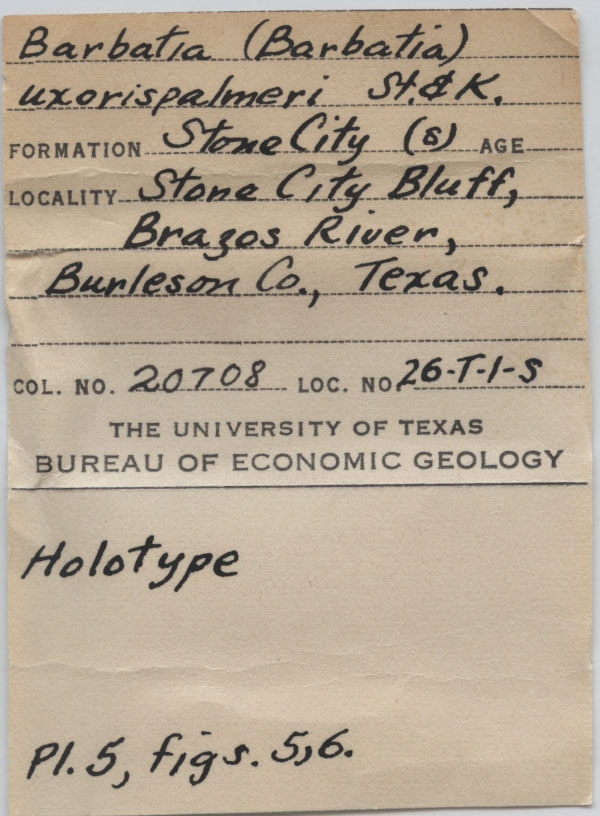 Barbatia (Barbatia)
uxorispalmeri St.&K.
FORMATION Stone City (s) AGE
LOCALITY Stone City Bluff,
Brazos River,
Burleson Co., Texas.
COL. NO. 20708 LOC. NO. 26-T-1-S
THE UNIVERSITY OF TEXAS
BUREAU OF ECONOMIC GEOLOGY
Holotype
Pl. 5, figs. 5,6.